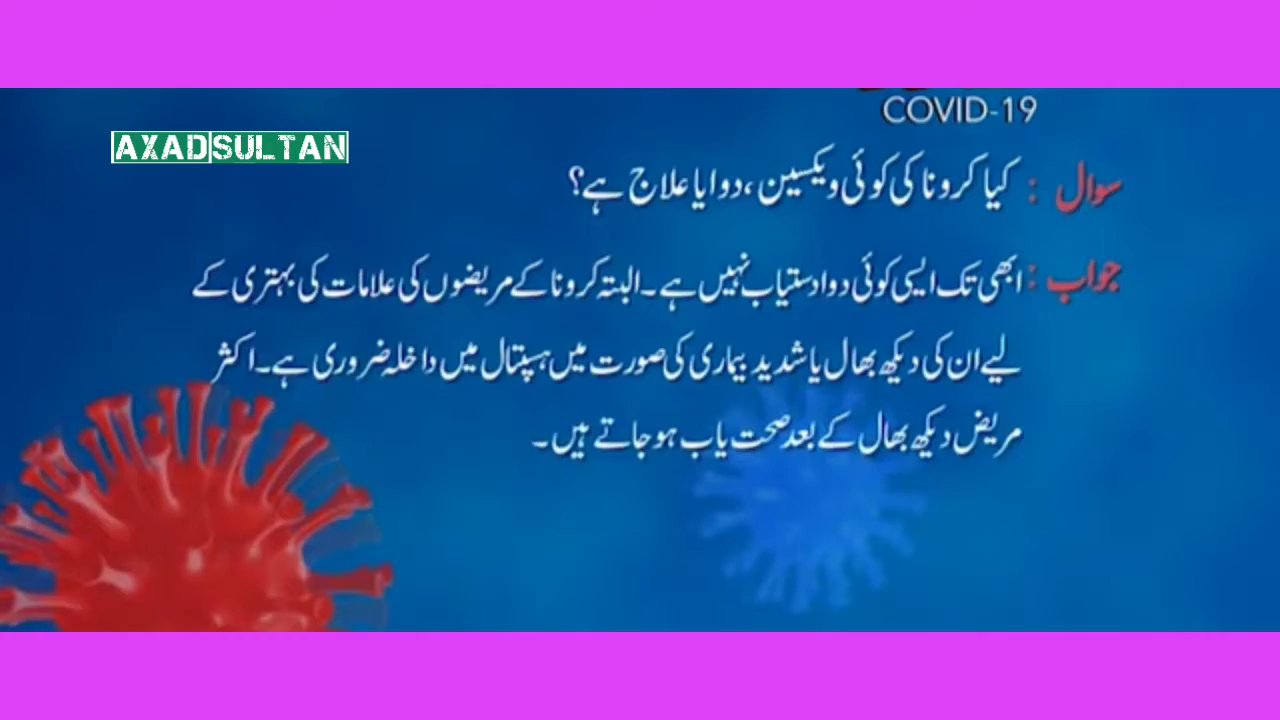 COVID-19
AXADSULTAN
سوال : کیا کرونا کی کوئی ویکسین، دوا یا علاج ہے؟
جواب : ابھی تک ایسی کوئی دوا دستیاب نہیں ہے۔ البتہ کرونا کے مریضوں کی علامات کی بہتری کے
لیے ان کی دیکھ بھال یا شدید بیماری کی صورت میں ہسپتال میں داخلہ ضروری ہے۔ اکثر
مریض دیکھ بھال کے بعد صحت یاب ہو جاتے ہیں۔